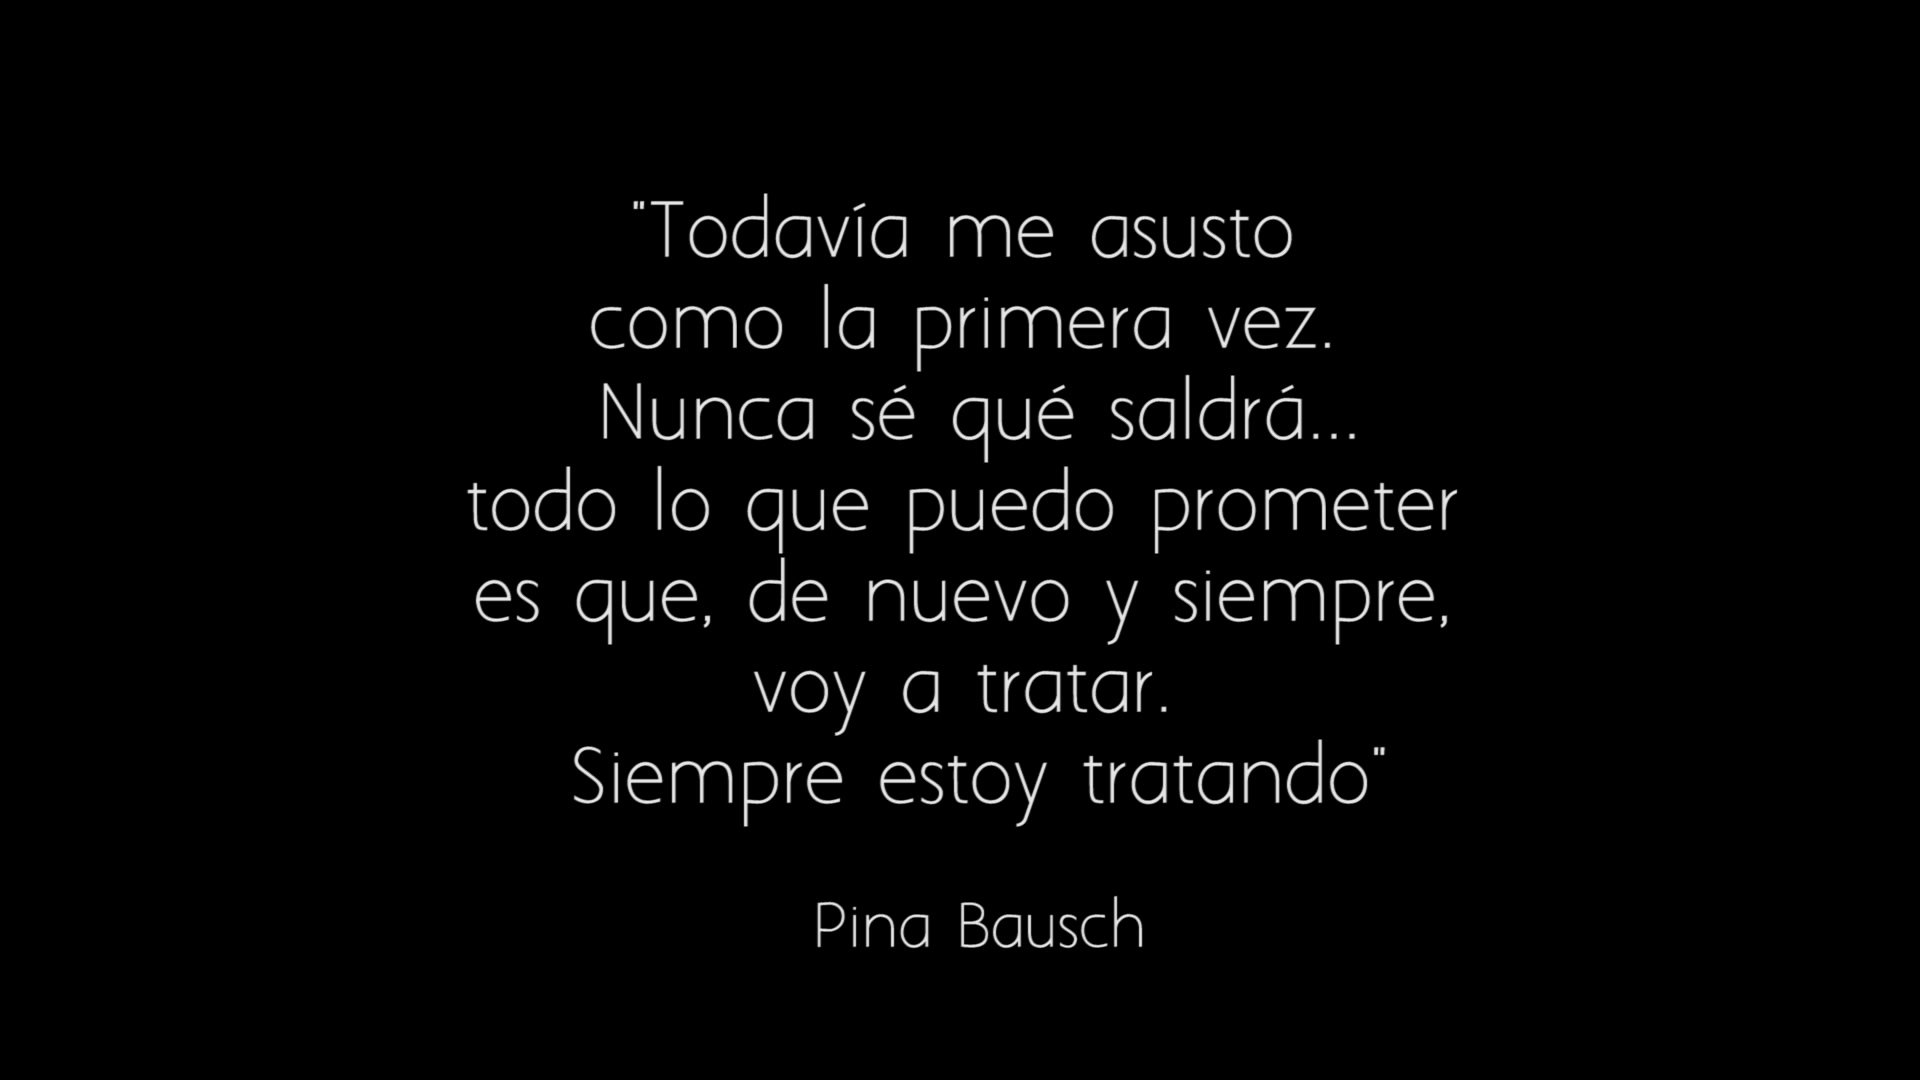 "Todavía me asusto
como la primera vez.
Nunca sé qué saldrá...
todo lo que puedo prometer
es que, de nuevo y siempre,
voy a tratar.
Siempre estoy tratando"
Pina Bausch